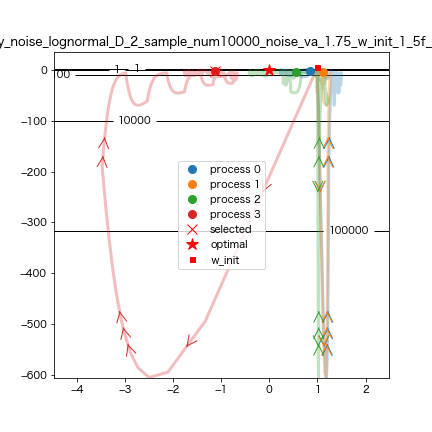 y_noise_lognormal_D_2_sample_num10000_noise_va_1.75_w_init_1_5f_
0
−100
−200
−300
−400
−500
−600
−4
−3
−2
−1
0
1
2
1
1
00
10000
100000
process 0
process 1
process 2
process 3
selected
optimal
w_init